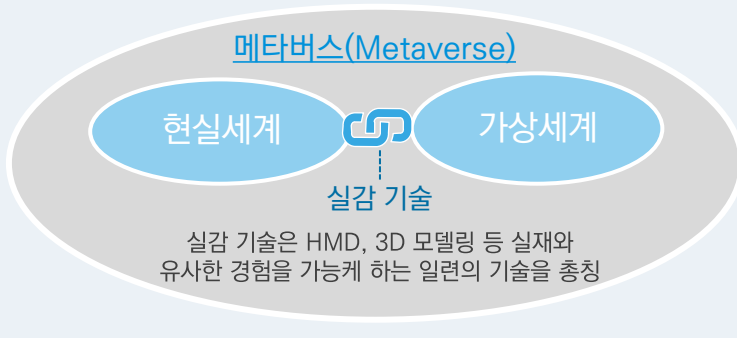 메타버스(Metaverse)
현실세계 가상세계
실감 기술
실감 기술은 HMD, 3D 모델링 등 실재와
유사한 경험을 가능케 하는 일련의 기술을 총칭